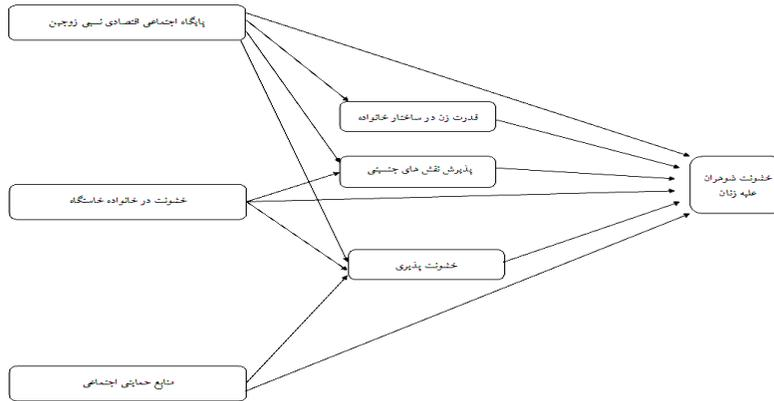 پایگاه اجتماعی اقتصادی نسبی زوجین
قدرت زن در ساختار خانواده
پذیرش نقش های جنسیتی
خشونت شوهران
علیه زنان
خشونت در خانواده خاستگاه
خشونت پذیری
منابع حمایتی اجتماعی